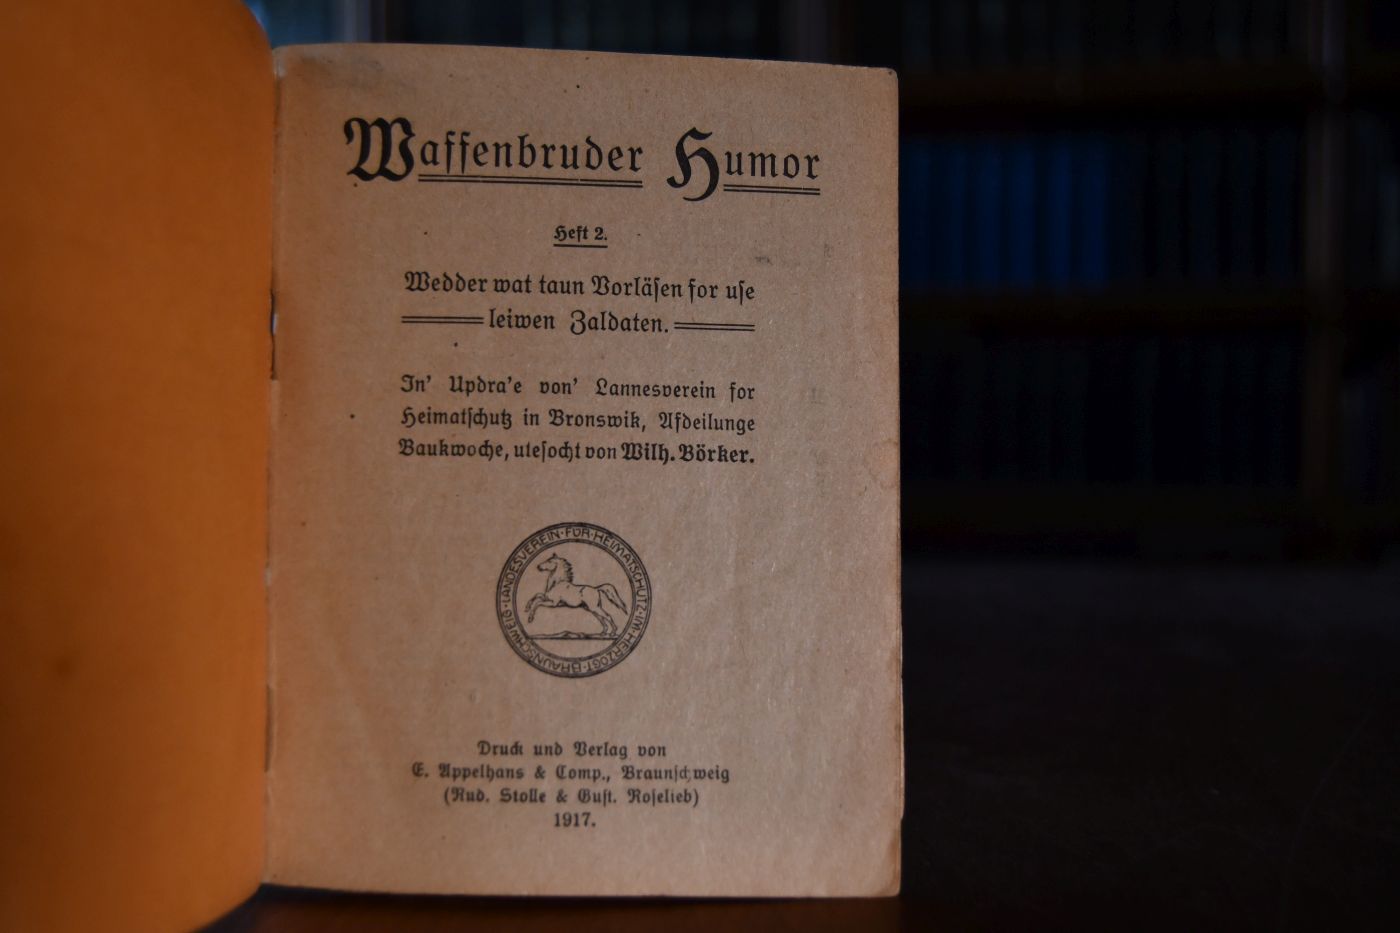 Waffenbruder Humor
Heft 2.
Wedder wat taun Vorläsen for use
leiwen Zaldaten.
In' Updra'e von' Lannesverein for
Heimatschutz in Bronswik, Afdeilunge
Baukwoche, utesocht von Wilh. Börker.
LANDESVEREIN·FÜR·HEIMATSCHUTZ·IM·HERZOGT·BRAUNSCHWEIG·
Druck und Verlag von
E. Appelhans & Comp., Braunschweig
(Rud. Stolle & Gust. Roselieb)
1917.